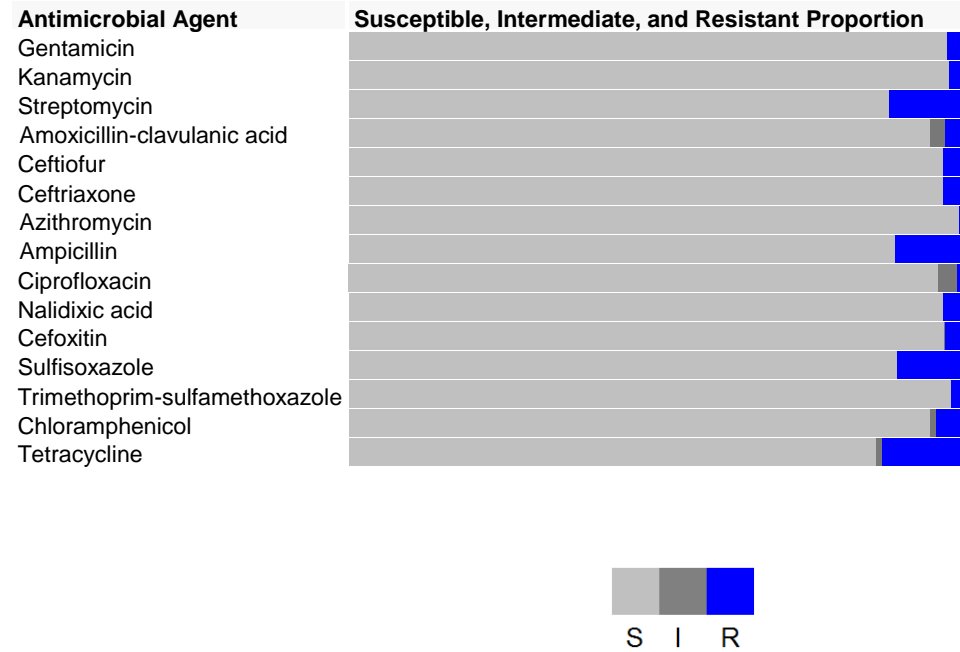 Antimicrobial Agent Susceptible, Intermediate, and Resistant Proportion
Gentamicin
Kanamycin
Streptomycin
Amoxicillin-clavulanic acid
Ceftiofur
Ceftriaxone
Azithromycin
Ampicillin
Ciprofloxacin
Nalidixic acid
Cefoxitin
Sulfisoxazole
Trimethoprim-sulfamethoxazole
Chloramphenicol
Tetracycline
S I R